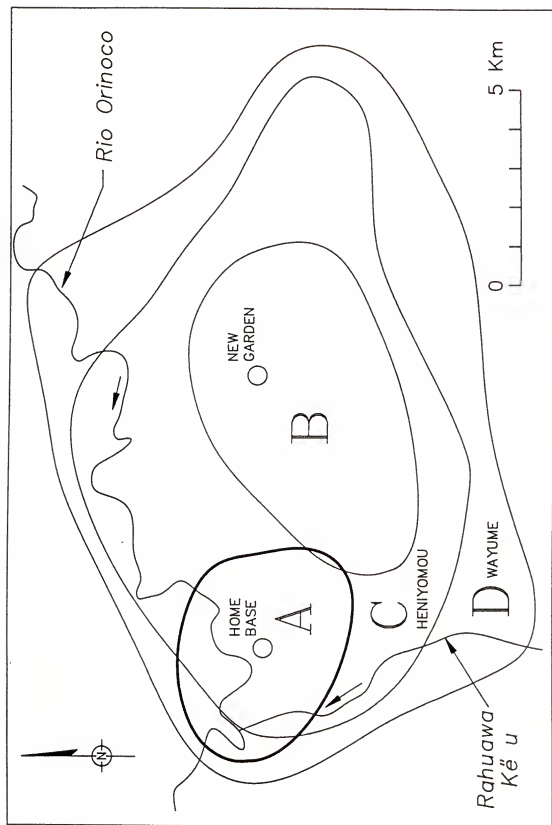 N
Rio Orinoco
HOME
BASE
A
NEW
GARDEN
B
C
HENIYOMOU
D
WAYUME
Rahuawa
Kë u
0
5 Km